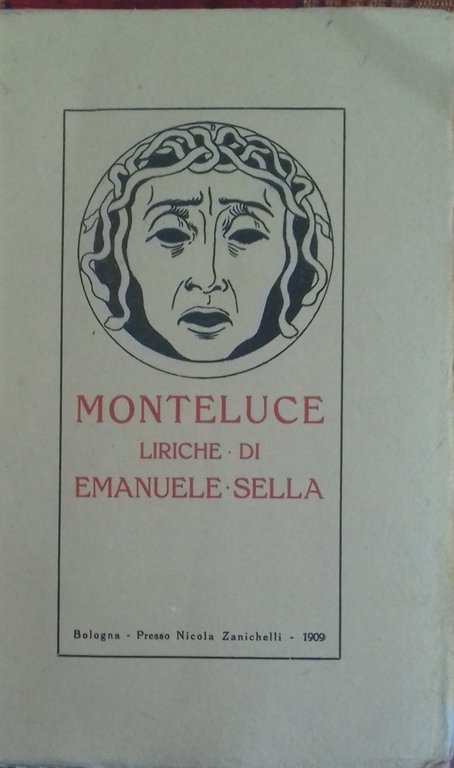 MONTELUCE
LIRICHE · DI
EMANUELE · SELLA
Bologna - Presso Nicola Zanichelli - 1909